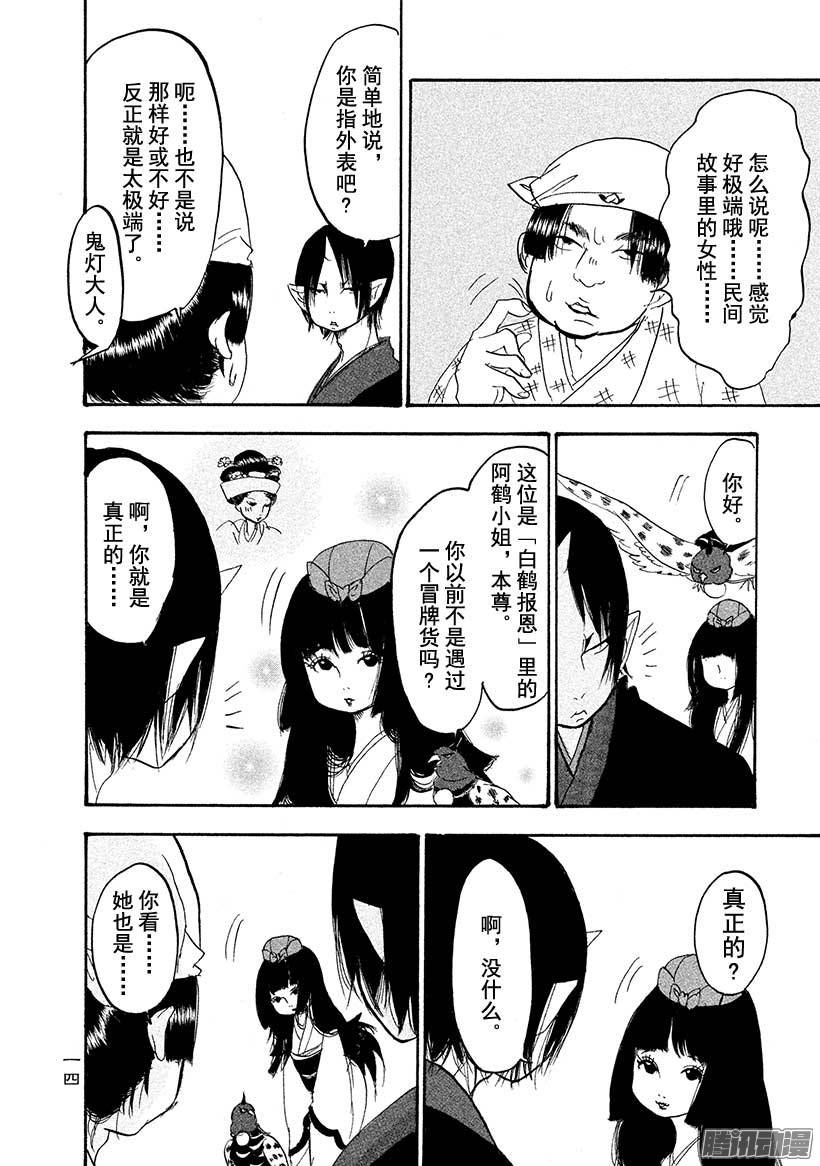 怎么说呢……感觉
好极端哦……民间
故事里的女性……
简单地说，
你是指外表吧？
呃……也不是说
那样好或不好……
反正就是太极端了。
鬼灯大人。
你好。
这位是「白鹤报恩」里的
阿鹤小姐，本尊。
你以前不是遇过
一个冒牌货吗？
啊，你就是
真正的……
真正的？
啊，没什么。
你看……
她也是……
一四
腾讯动漫